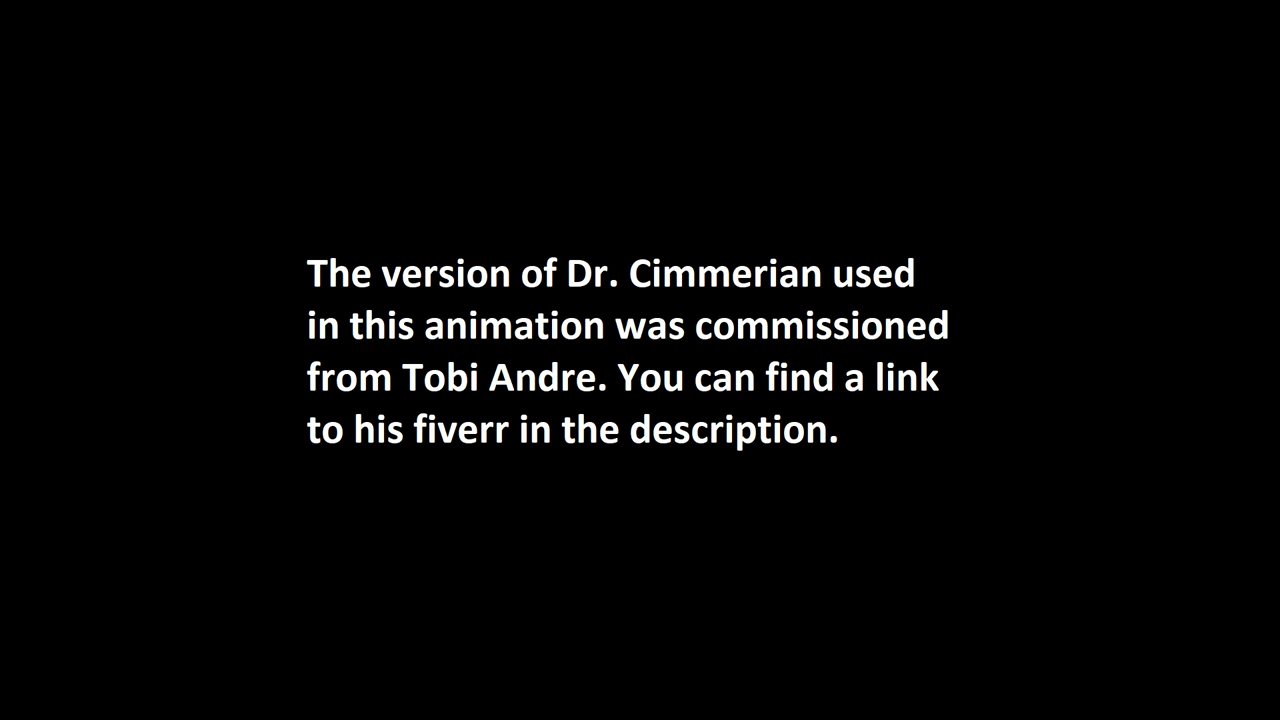 The version of Dr. Cimmerian used
in this animation was commissioned
from Tobi Andre. You can find a link
to his fiverr in the description.